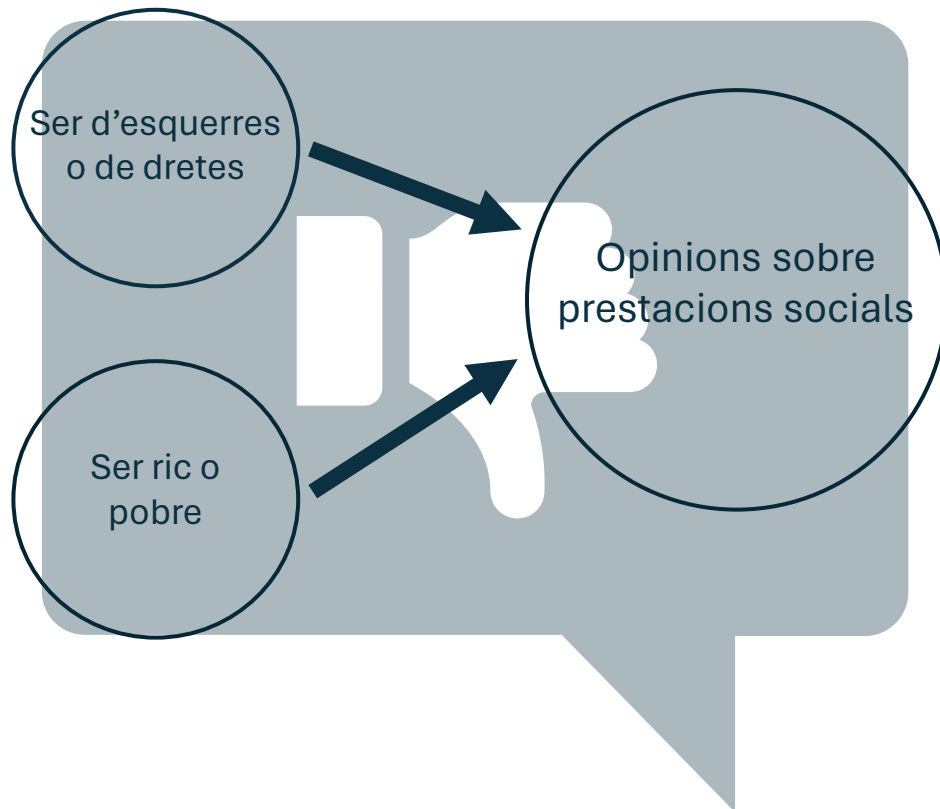 Ser d’esquerres
o de dretes
Opinions sobre
prestacions socials
Ser ric o
pobre